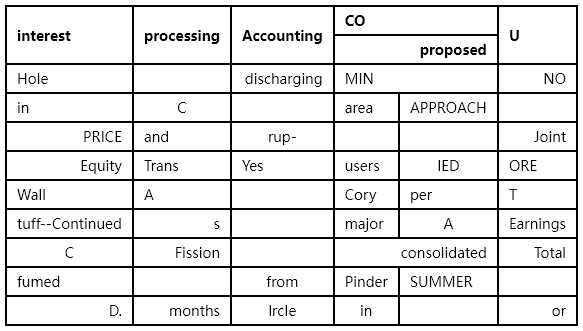 interest processing Accounting CO U
proposed
Hole discharging MIN NO
in C area APPROACH
PRICE and rup- Joint
Equity Trans Yes users IED ORE
Wall A Cory per T
tuff--Continued s major A Earnings
C Fission consolidated Total
fumed from Pinder SUMMER
D. months Ircle in or